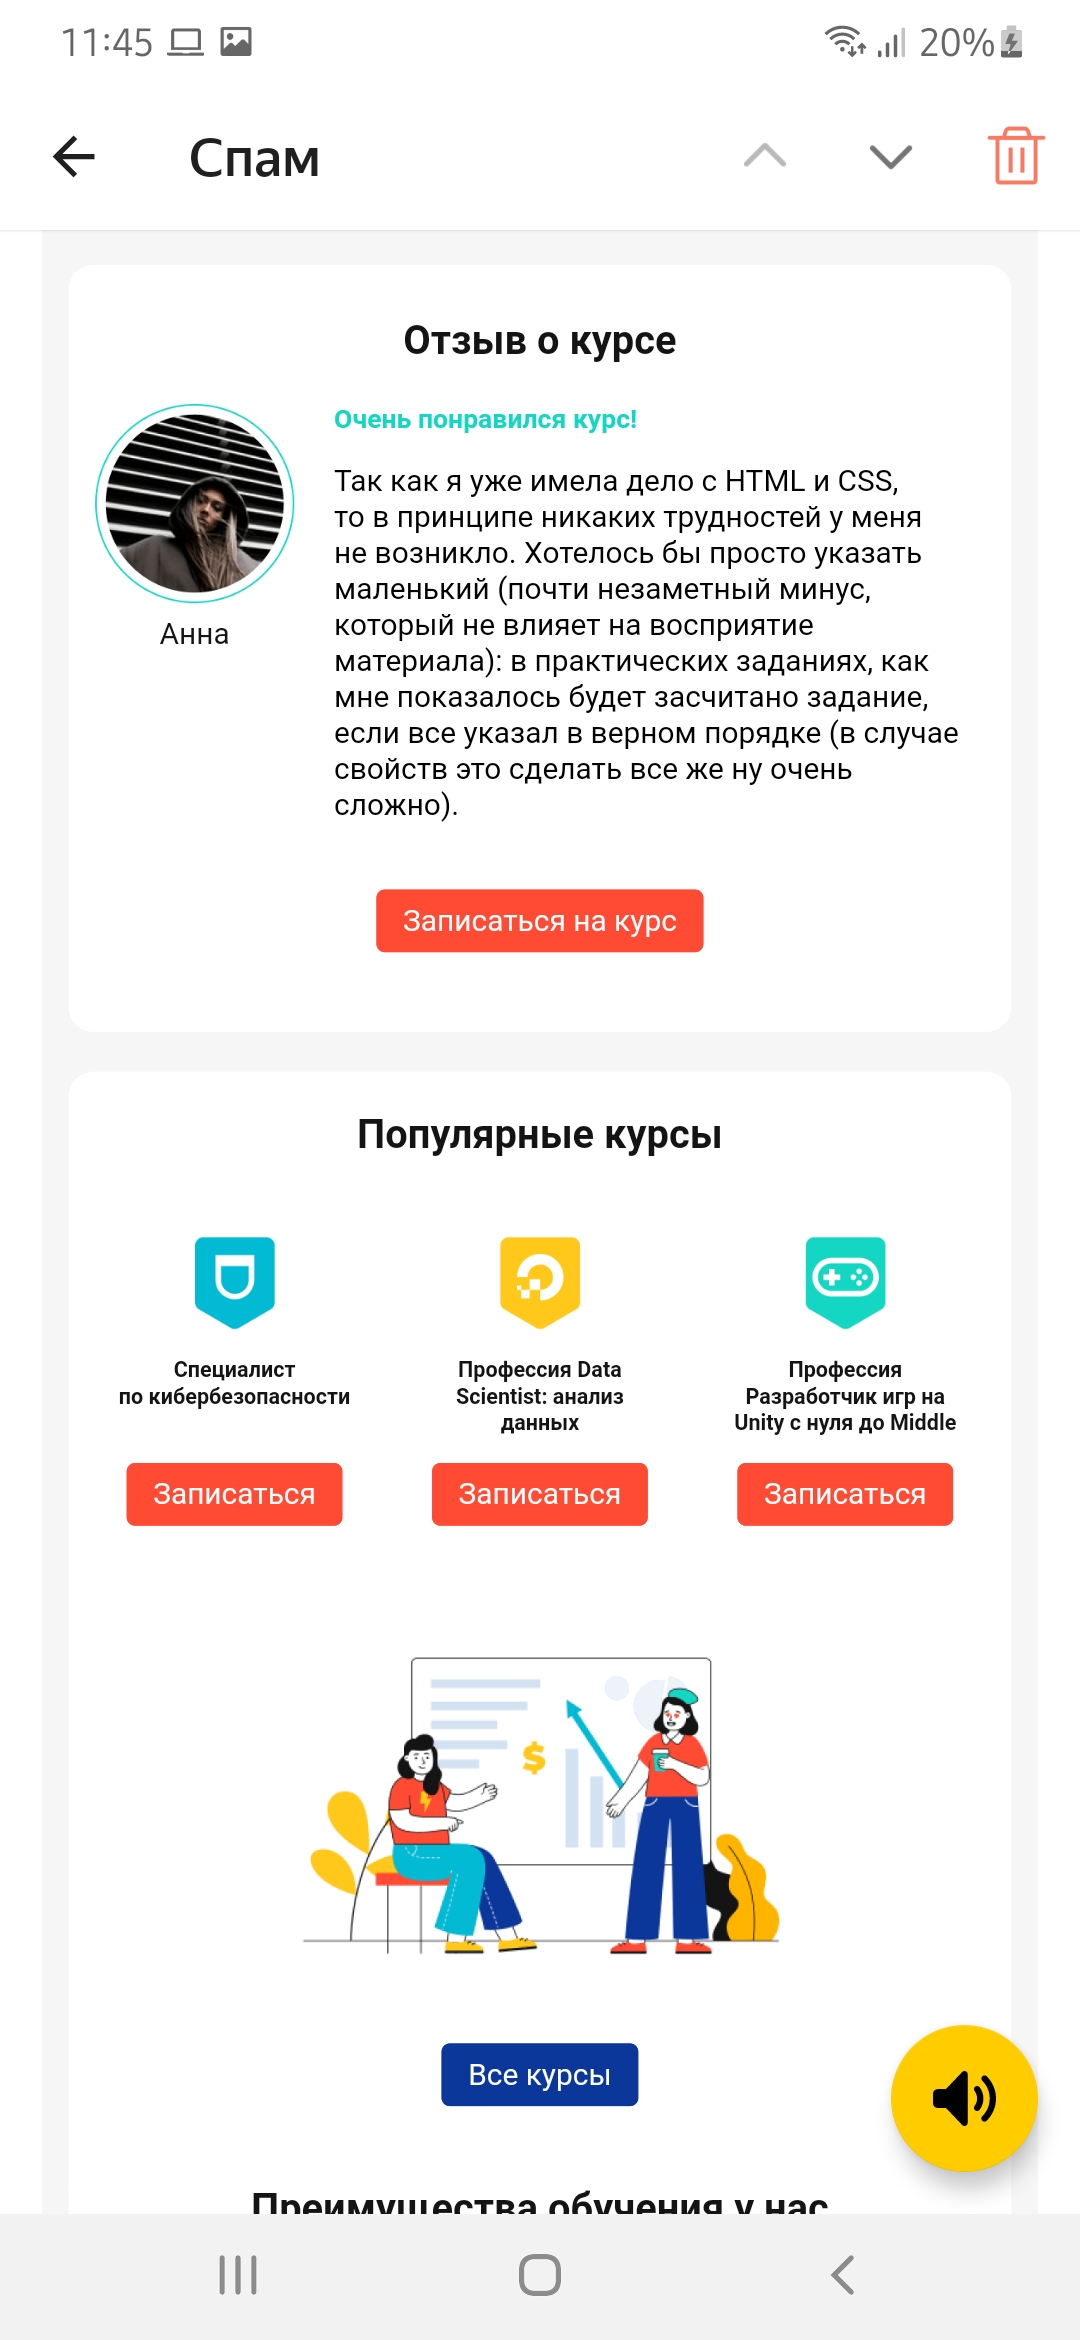 11:45
20%
Спам
Отзыв о курсе
Очень понравился курс!
Так как я уже имела дело с HTML и CSS,
то в принципе никаких трудностей у меня
не возникло. Хотелось бы просто указать
маленький (почти незаметный минус,
который не влияет на восприятие
материала): в практических заданиях, как
мне показалось будет засчитано задание,
если все указал в верном порядке (в случае
свойств это сделать все же ну очень
сложно).
Анна
Записаться на курс
Популярные курсы
Специалист
по кибербезопасности
Записаться
Профессия Data
Scientist: анализ
данных
Записаться
Профессия
Разработчик игр на
Unity с нуля до Middle
Записаться
$
Все курсы
Преимущества обучения у нас